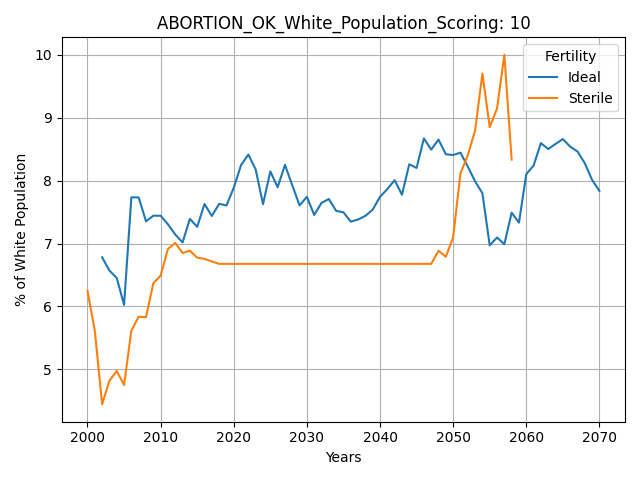 ABORTION_OK_White_Population_Scoring: 10
Fertility
Ideal
Sterile
10
9
8
7
6
5
% of White Population
2000 2010 2020 2030 2040 2050 2060 2070
Years